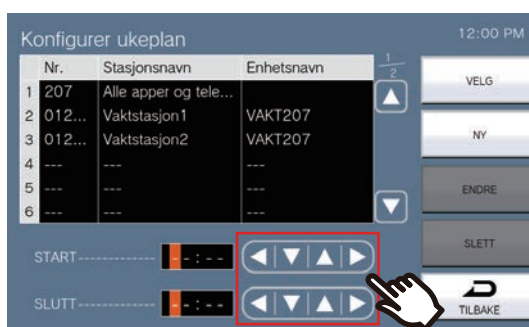 Konfigurer ukeplan
12:00 PM
Nr. Stasjonsnavn Enhetsnavn
1 207 Alle apper og tele...
2 012... Vaktstasjon1 VAKT207
3 012... Vaktstasjon2 VAKT207
4 --- --- ---
5 --- --- ---
6 --- --- ---
1/2
START ------------- --:--
SLUTT ------------- --:--
VELG
NY
ENDRE
SLETT
TILBAKE